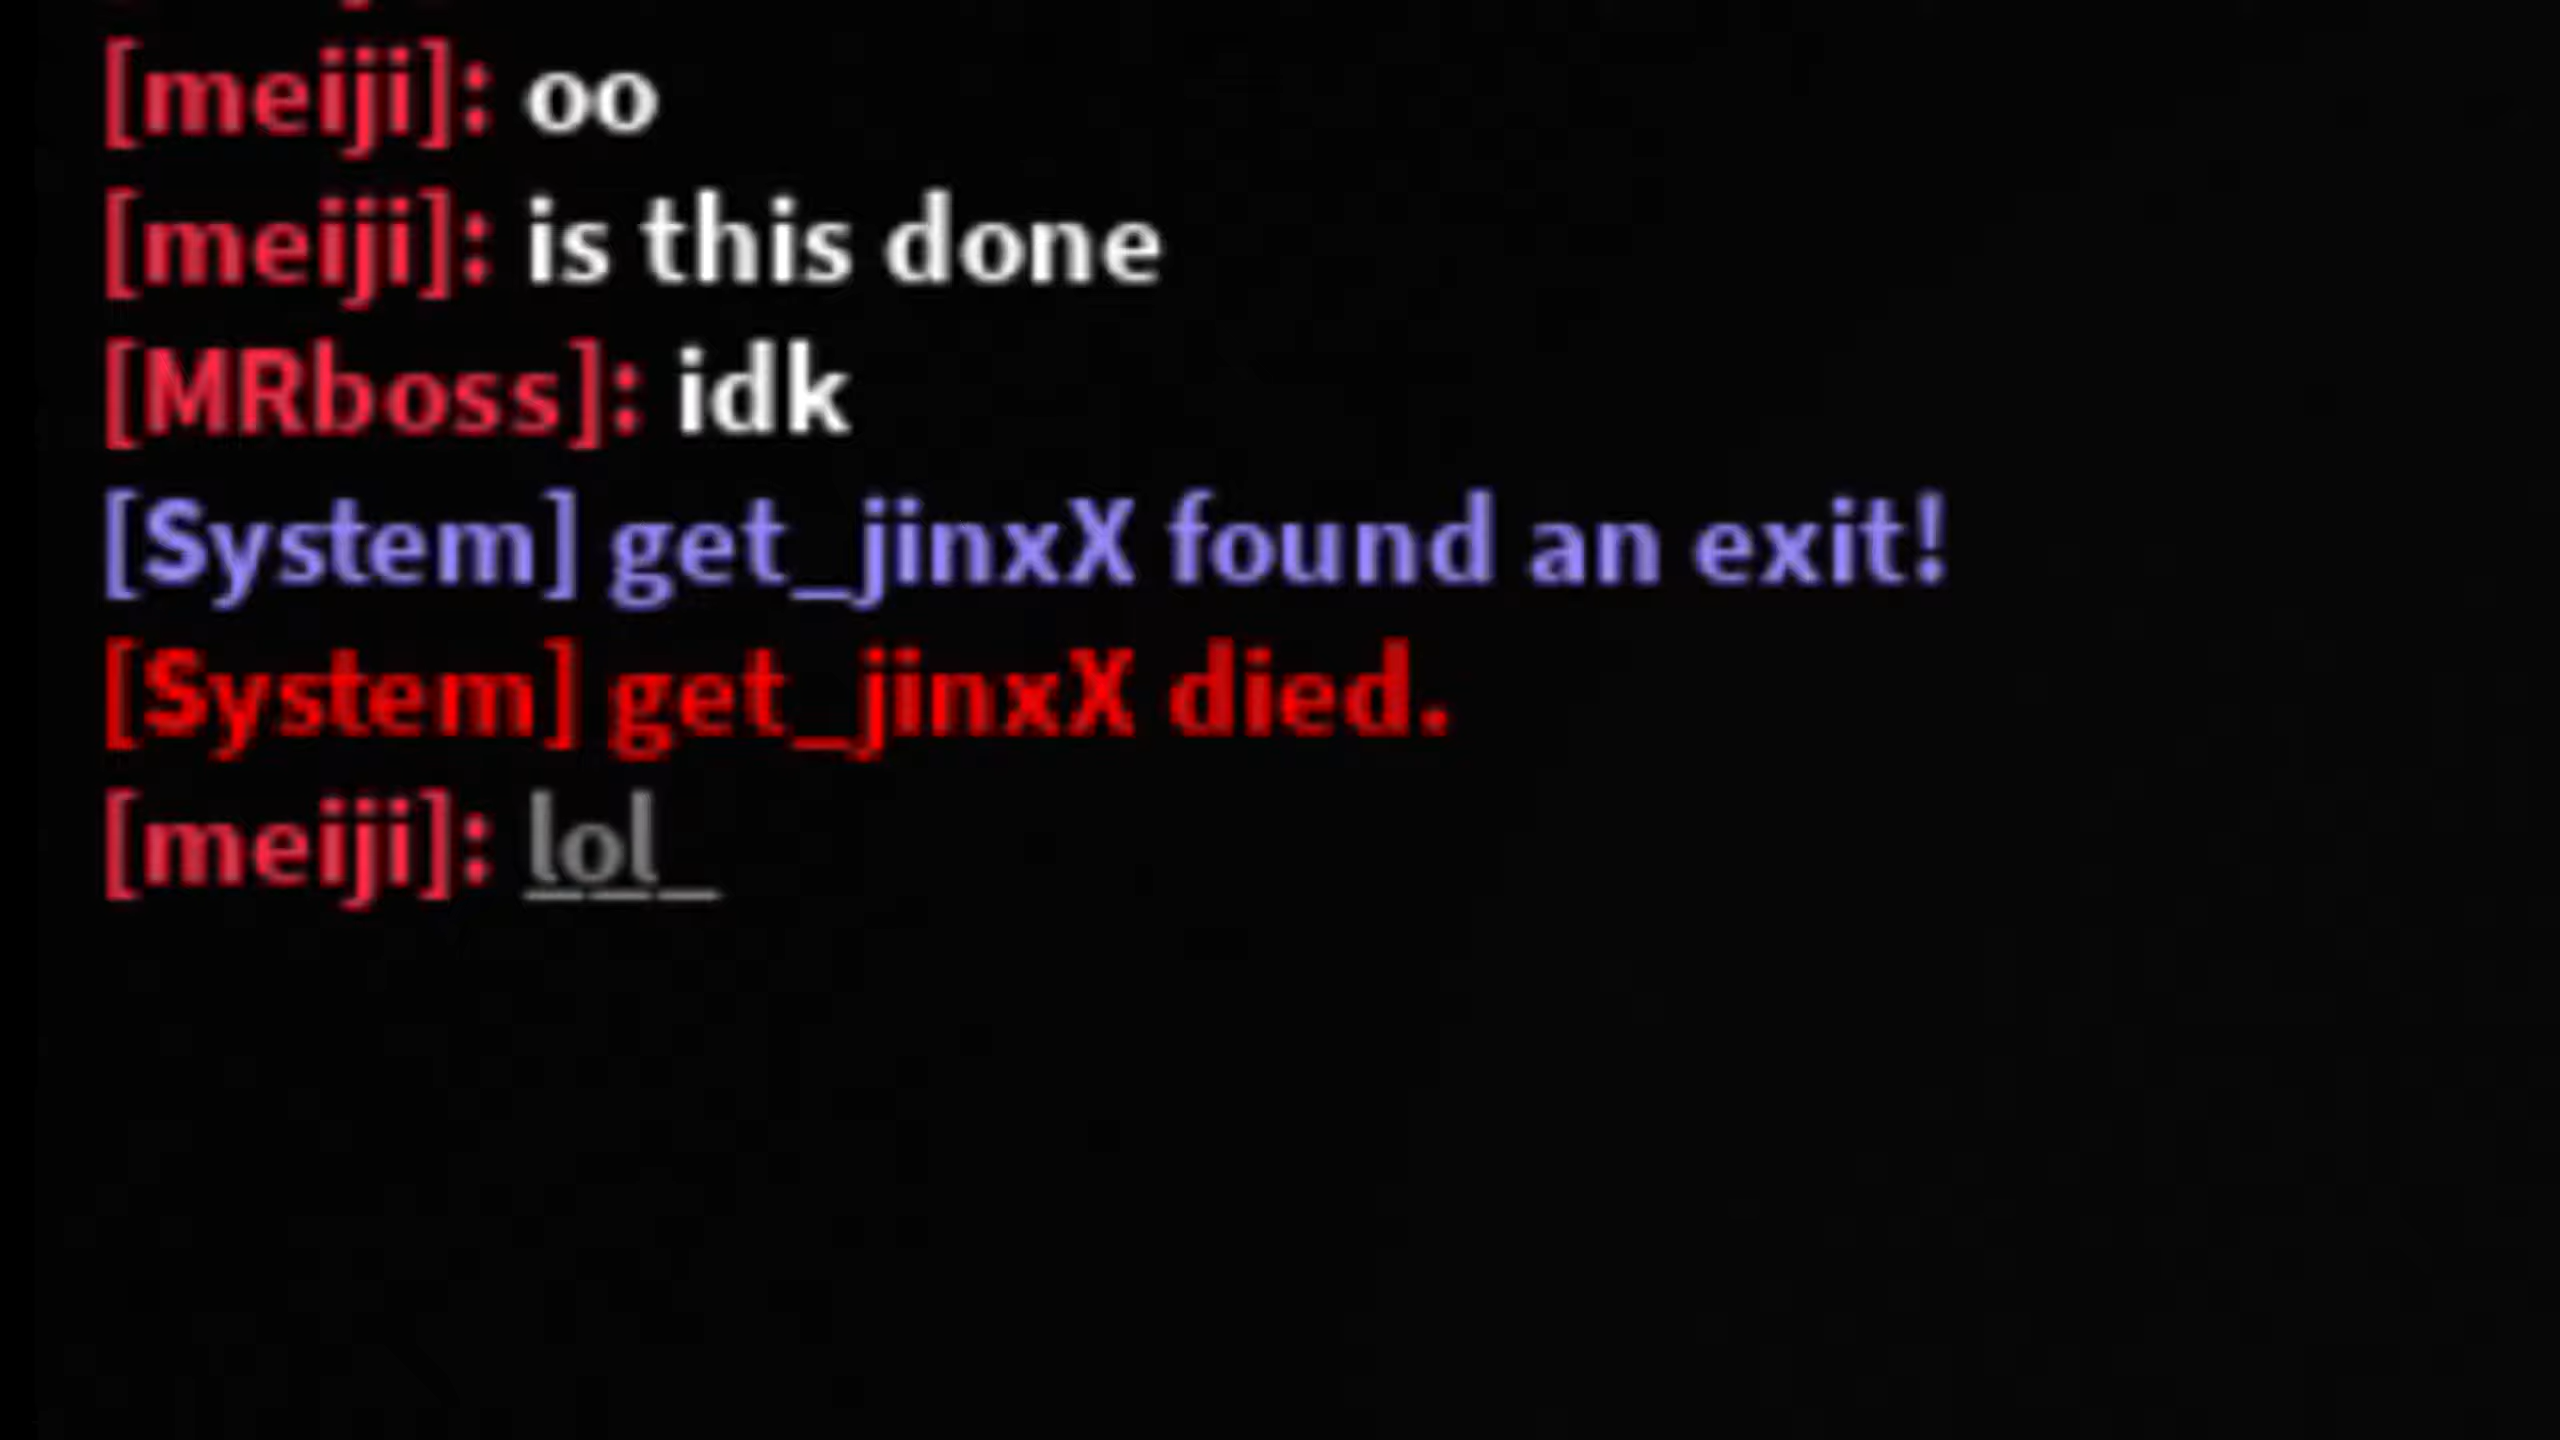 [meiji]: oo
[meiji]: is this done
[MRboss]: idk
[System] get_jinxX found an exit!
[System] get_jinxX died.
[meiji]: lol_